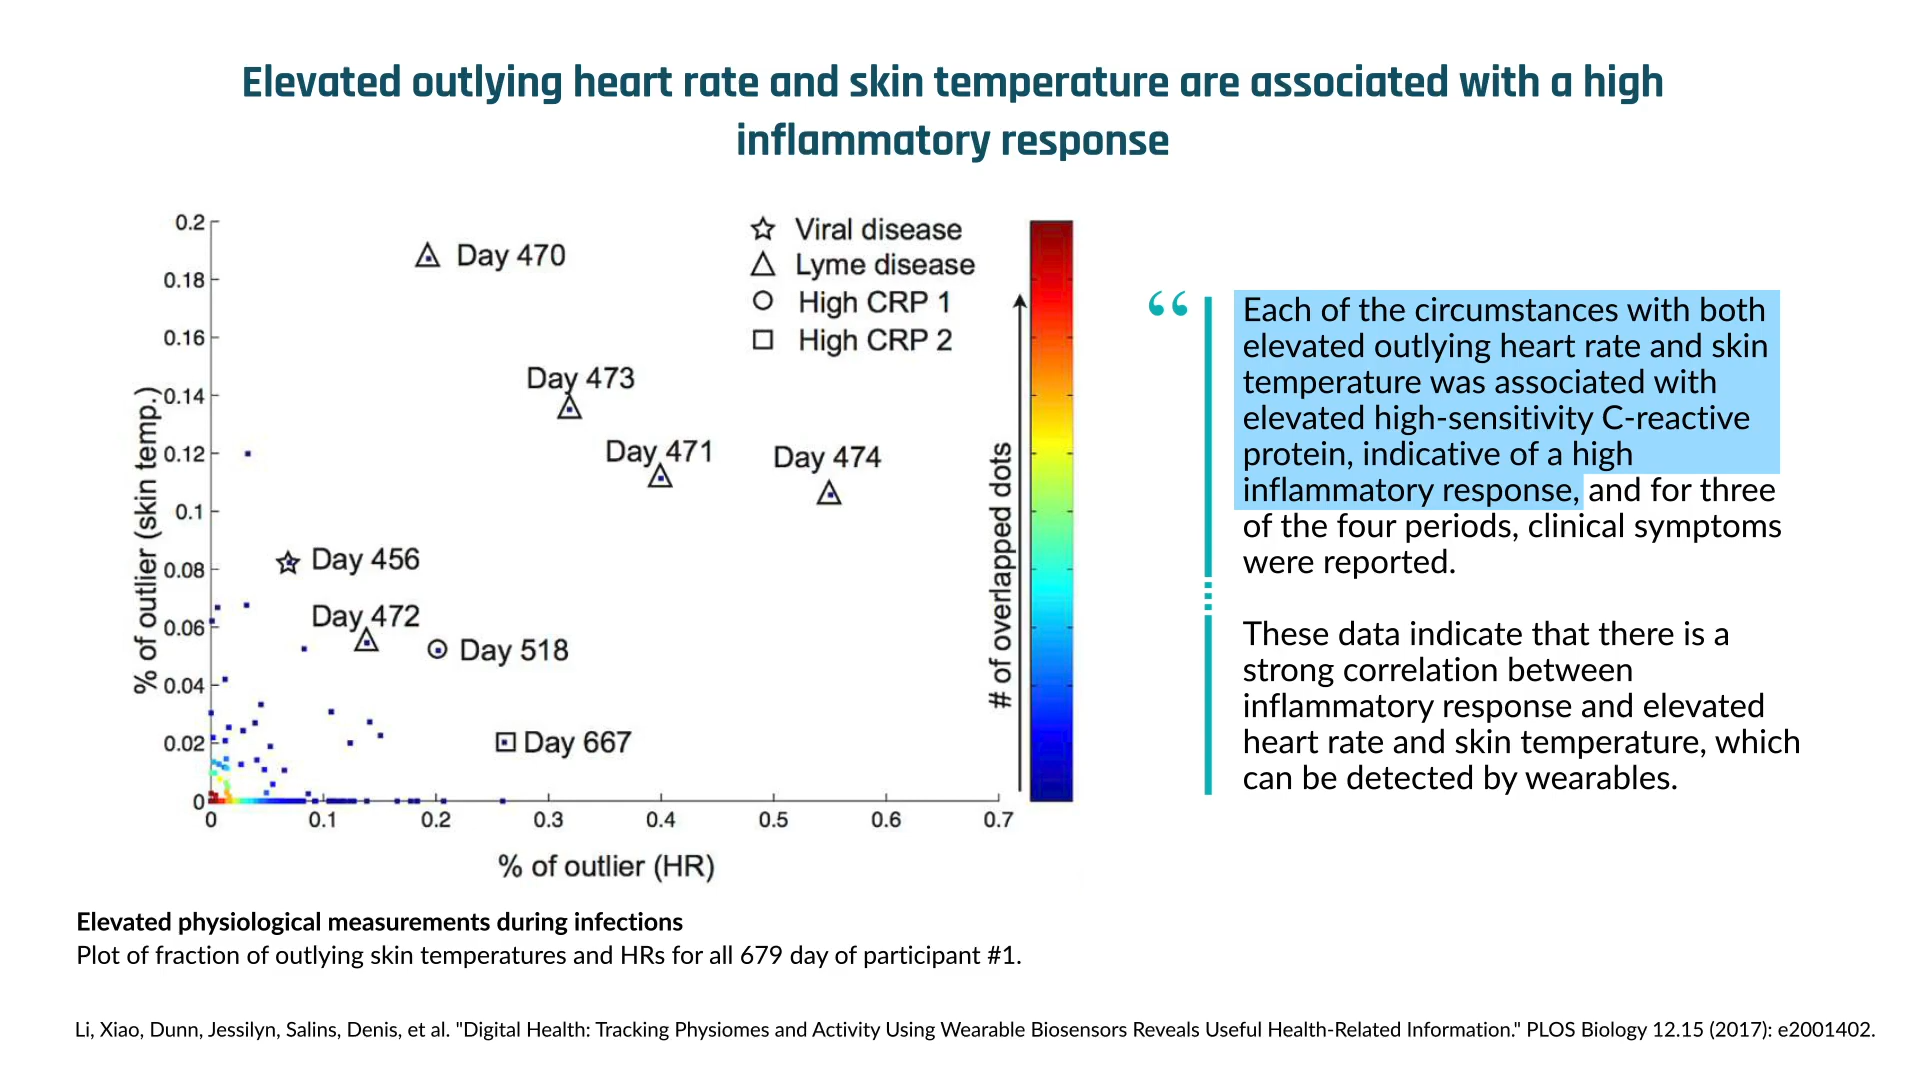 Elevated outlying heart rate and skin temperature are associated with a high
inflammatory response
0.2
0.18
0.16
0.14
0.12
0.1
0.08
0.06
0.04
0.02
0
% of outlier (skin temp.)
Day 470
Day 473
Day 471
Day 474
Day 456
Day 472
Day 518
Day 667
Viral disease
Lyme disease
High CRP 1
High CRP 2
# of overlapped dots
0 0.1 0.2 0.3 0.4 0.5 0.6 0.7
% of outlier (HR)
“
Each of the circumstances with both
elevated outlying heart rate and skin
temperature was associated with
elevated high-sensitivity C-reactive
protein, indicative of a high
inflammatory response, and for three
of the four periods, clinical symptoms
were reported.
These data indicate that there is a
strong correlation between
inflammatory response and elevated
heart rate and skin temperature, which
can be detected by wearables.
Elevated physiological measurements during infections
Plot of fraction of outlying skin temperatures and HRs for all 679 day of participant #1.
Li, Xiao, Dunn, Jessilyn, Salins, Denis, et al. "Digital Health: Tracking Physiomes and Activity Using Wearable Biosensors Reveals Useful Health-Related Information." PLOS Biology 12.15 (2017): e2001402.